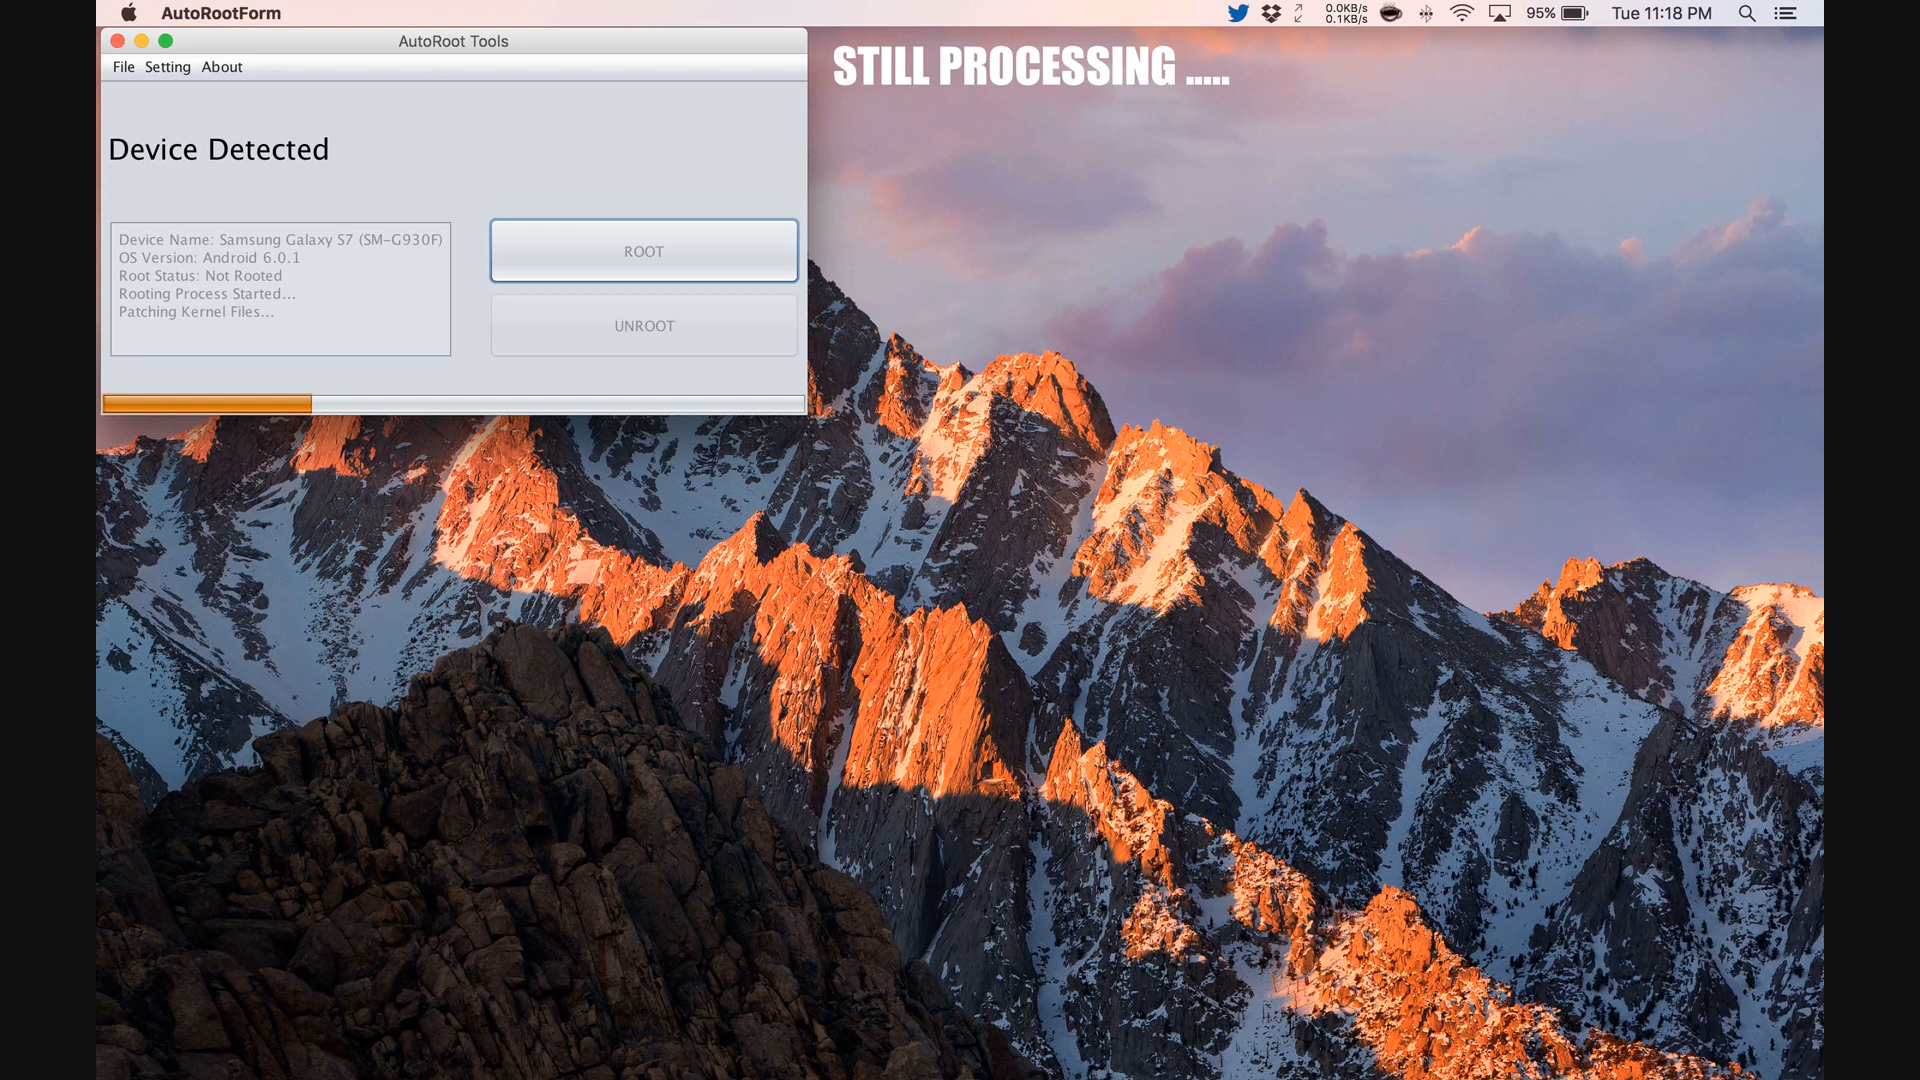 AutoRootForm
0.0KB/s
0.1KB/s
95%
Tue 11:18 PM
AutoRoot Tools
File Setting About
STILL PROCESSING .....
Device Detected
Device Name: Samsung Galaxy S7 (SM-G930F)
OS Version: Android 6.0.1
Root Status: Not Rooted
Rooting Process Started...
Patching Kernel Files...
ROOT
UNROOT